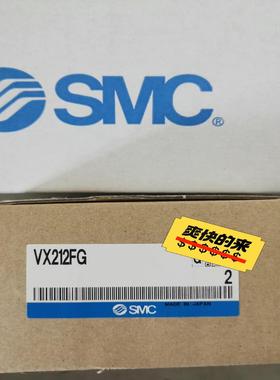 SMC®
VX212FG
爽快的来
$$$$$$
2
SMC
MADE IN JAPAN